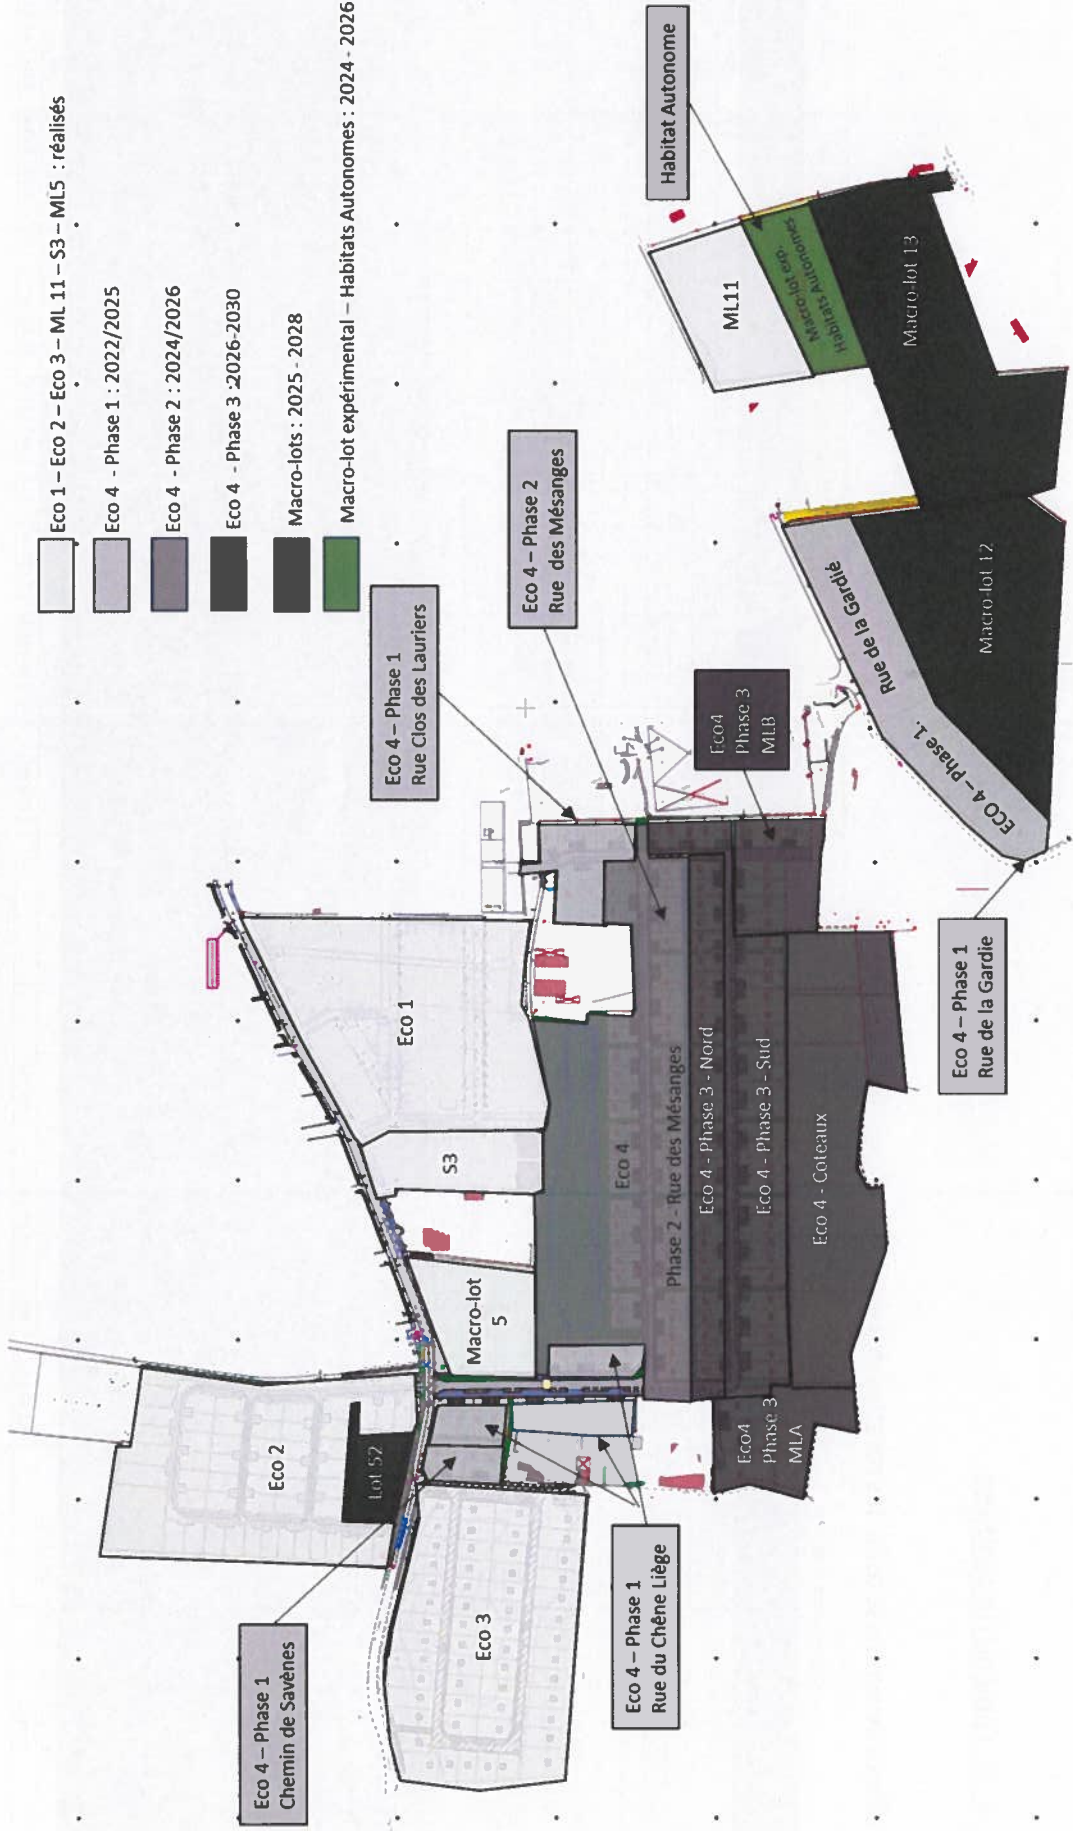 Eco 1 – Eco 2 – Eco 3 – ML 11 – S3 – ML5 : réalisés
Eco 4 - Phase 1 : 2022/2025
Eco 4 - Phase 2 : 2024/2026
Eco 4 - Phase 3 :2026-2030
Macro-lots : 2025 - 2028
Macro-lot expérimental – Habitats Autonomes : 2024 - 2026
Habitat Autonome
ML11
Macro-lot exp.
Habitats Autonomes
Macro-lot 13
Eco 4 – Phase 2
Rue des Mésanges
Eco 4 – Phase 1
Rue Clos des Lauriers
Rue de la Gardié
ECO 4 – Phase 1.
Macro-lot 12
Eco4
Phase 3
MLB
Eco 4 – Phase 1
Rue de la Gardie
Eco 1
S3
Macro-lot
5
Eco 4
Phase 2 - Rue des Mésanges
Eco 4 - Phase 3 - Nord
Eco 4 - Phase 3 - Sud
Eco 4 - Coteaux
Eco4
Phase 3
MLA
Eco 2
Lot S2
Eco 3
Eco 4 – Phase 1
Chemin de Savènes
Eco 4 – Phase 1
Rue du Chêne Liège